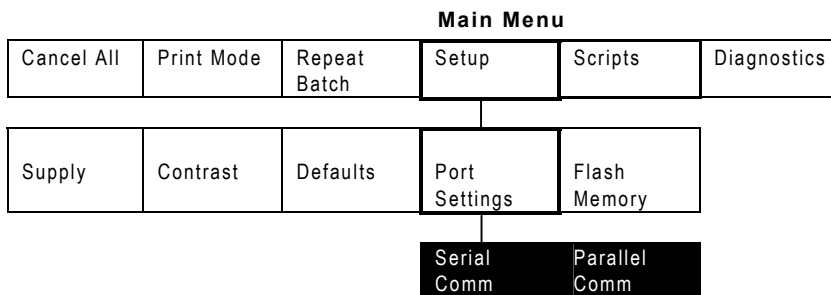 Main Menu
Cancel All Print Mode Repeat Setup Scripts Diagnostics
Batch
Supply Contrast Defaults Port Flash
Settings Memory
Serial Parallel
Comm Comm